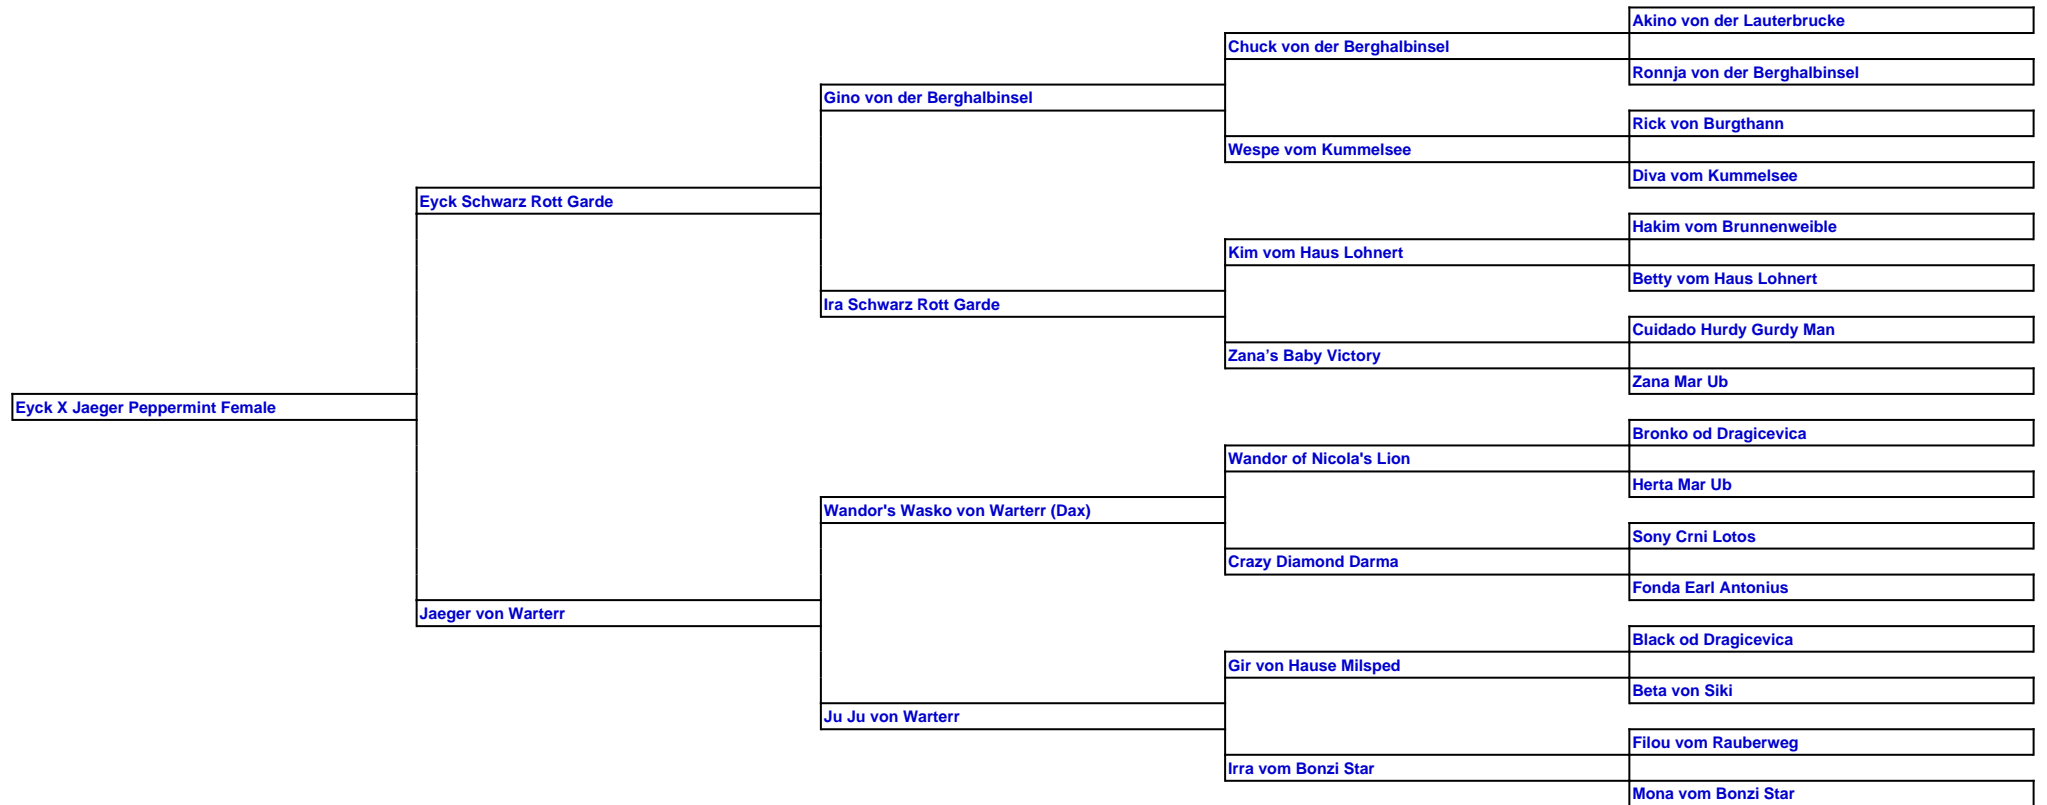 Akino von der Lauterbrucke
Chuck von der Berghalbinsel
Ronnja von der Berghalbinsel
Gino von der Berghalbinsel
Rick von Burgthann
Wespe vom Kummelsee
Diva vom Kummelsee
Eyck Schwarz Rott Garde
Hakim vom Brunnenweible
Kim vom Haus Lohnert
Betty vom Haus Lohnert
Ira Schwarz Rott Garde
Cuidado Hurdy Gurdy Man
Zana’s Baby Victory
Zana Mar Ub
Eyck X Jaeger Peppermint Female
Bronko od Dragicevica
Wandor of Nicola's Lion
Herta Mar Ub
Wandor's Wasko von Warterr (Dax)
Sony Crni Lotos
Crazy Diamond Darma
Fonda Earl Antonius
Jaeger von Warterr
Black od Dragicevica
Gir von Hause Milsped
Beta von Siki
Ju Ju von Warterr
Filou vom Rauberweg
Irra vom Bonzi Star
Mona vom Bonzi Star